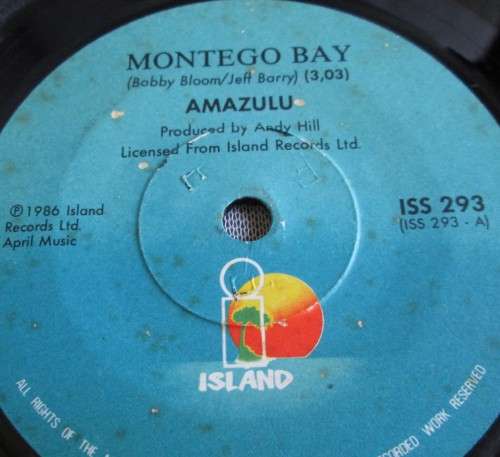 MONTEGO BAY
(Bobby Bloom/Jeff Barry) (3,03)
AMAZULU
Produced by Andy Hill
Licensed From Island Records Ltd.
℗ 1986 Island
Records Ltd.
April Music
ISS 293
(ISS 293 - A)
ISLAND
ALL RIGHTS OF THE
RECORDED WORK RESERVED